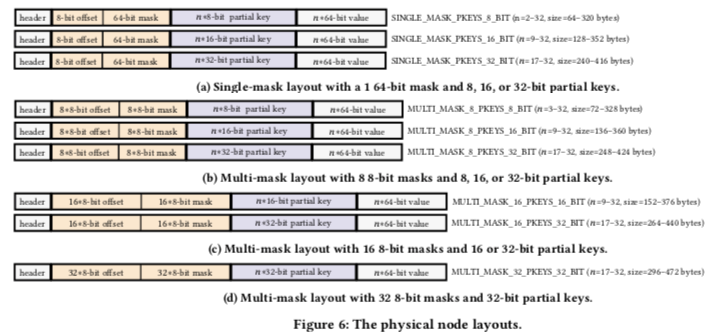 header 8-bit offset 64-bit mask n*8-bit partial key n*64-bit value SINGLE_MASK_PKEYS_8_BIT (n=2-32, size=64-320 bytes)
header 8-bit offset 64-bit mask n*16-bit partial key n*64-bit value SINGLE_MASK_PKEYS_16_BIT (n=9-32, size=128-352 bytes)
header 8-bit offset 64-bit mask n*32-bit partial key n*64-bit value SINGLE_MASK_PKEYS_32_BIT (n=17-32, size=240-416 bytes)
(a) Single-mask layout with a 1 64-bit mask and 8, 16, or 32-bit partial keys.
header 8*8-bit offset 8*8-bit mask n*8-bit partial key n*64-bit value MULTI_MASK_8_PKEYS_8_BIT (n=3-32, size=72-328 bytes)
header 8*8-bit offset 8*8-bit mask n*16-bit partial key n*64-bit value MULTI_MASK_8_PKEYS_16_BIT (n=9-32, size=136-360 bytes)
header 8*8-bit offset 8*8-bit mask n*32-bit partial key n*64-bit value MULTI_MASK_8_PKEYS_32_BIT (n=17-32, size=248-424 bytes)
(b) Multi-mask layout with 8 8-bit masks and 8, 16, or 32-bit partial keys.
header 16*8-bit offset 16*8-bit mask n*16-bit partial key n*64-bit value MULTI_MASK_16_PKEYS_16_BIT (n=9-32, size=152-376 bytes)
header 16*8-bit offset 16*8-bit mask n*32-bit partial key n*64-bit value MULTI_MASK_16_PKEYS_32_BIT (n=17-32, size=264-440 bytes)
(c) Multi-mask layout with 16 8-bit masks and 16 or 32-bit partial keys.
header 32*8-bit offset 32*8-bit mask n*32-bit partial key n*64-bit value MULTI_MASK_32_PKEYS_32_BIT (n=17-32, size=296-472 bytes)
(d) Multi-mask layout with 32 8-bit masks and 32-bit partial keys.
Figure 6: The physical node layouts.